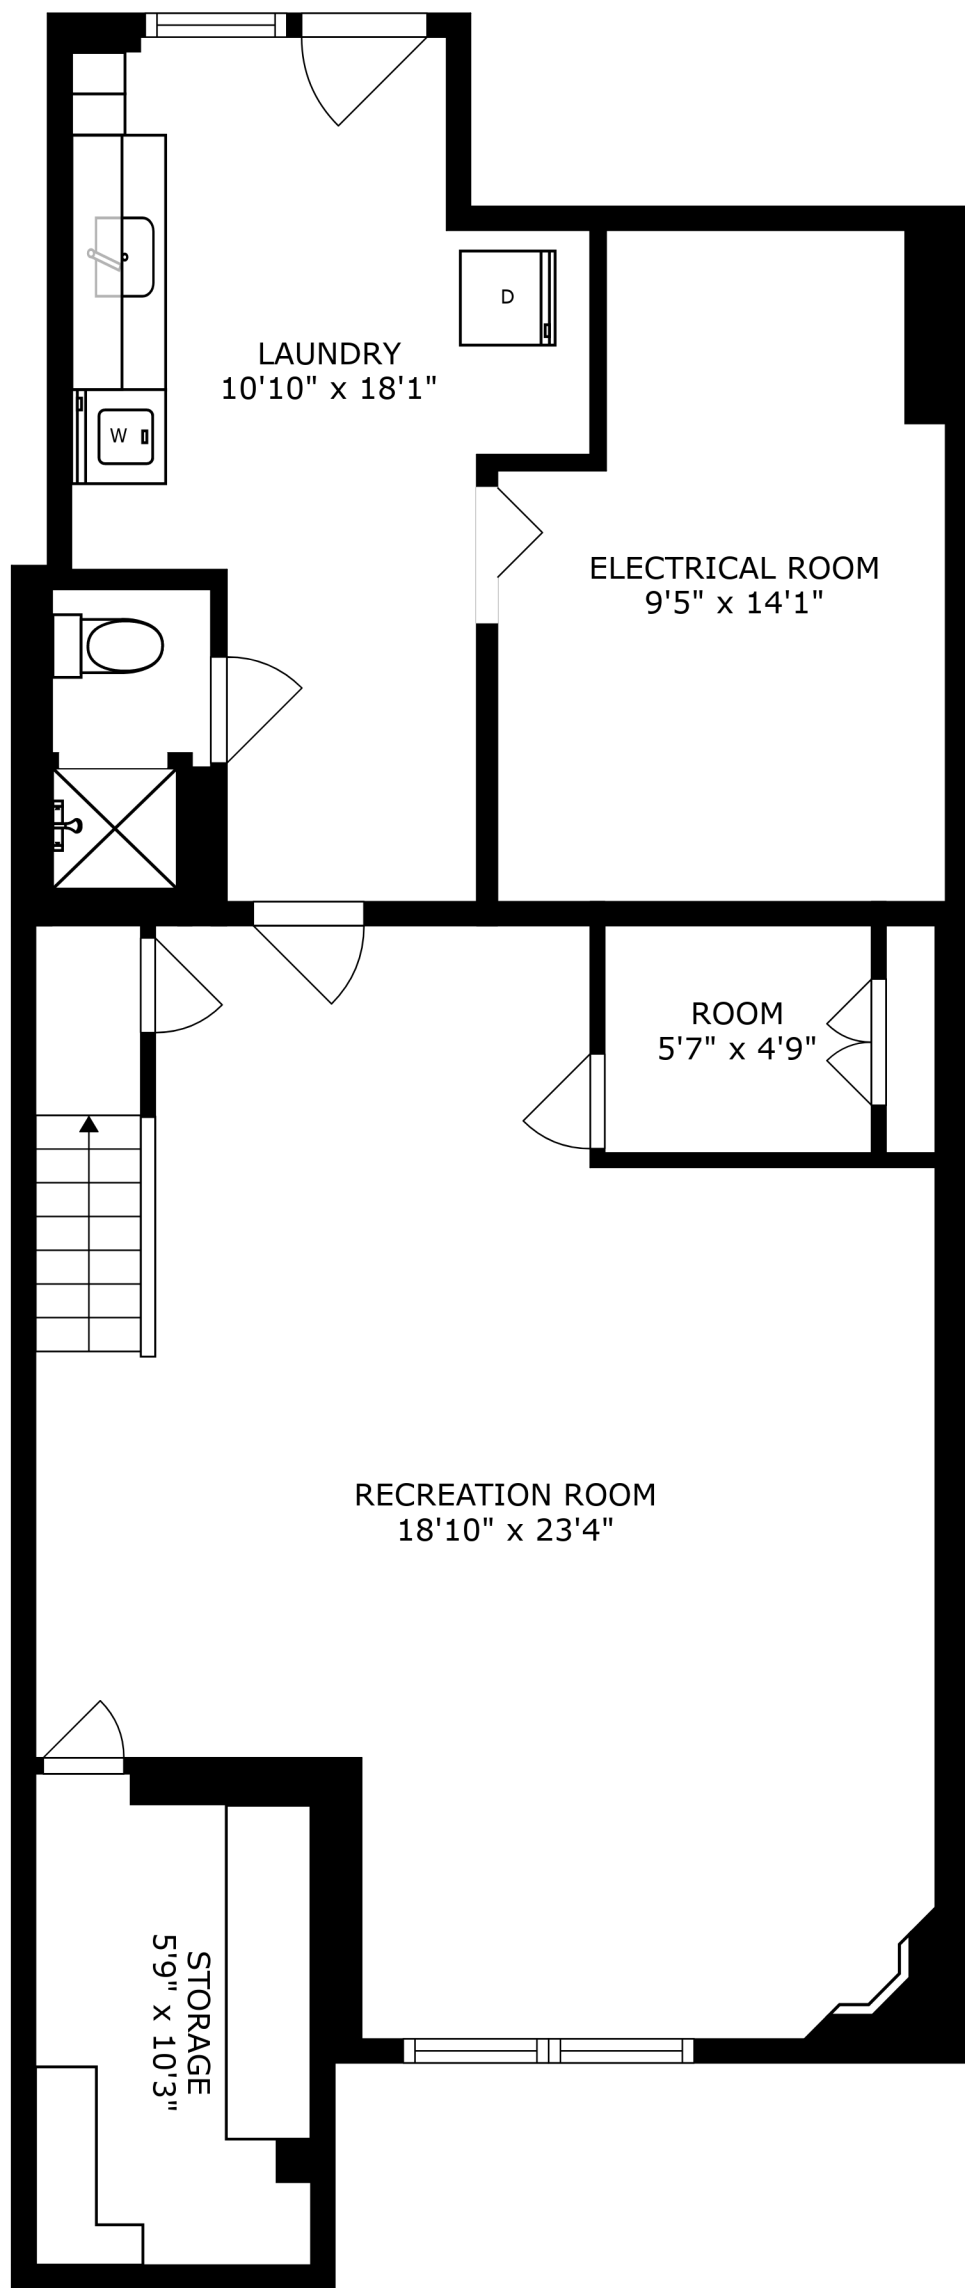 D
LAUNDRY
10'10" x 18'1"
W
ELECTRICAL ROOM
9'5" x 14'1"
ROOM
5'7" x 4'9"
RECREATION ROOM
18'10" x 23'4"
STORAGE
5'9" x 10'3"